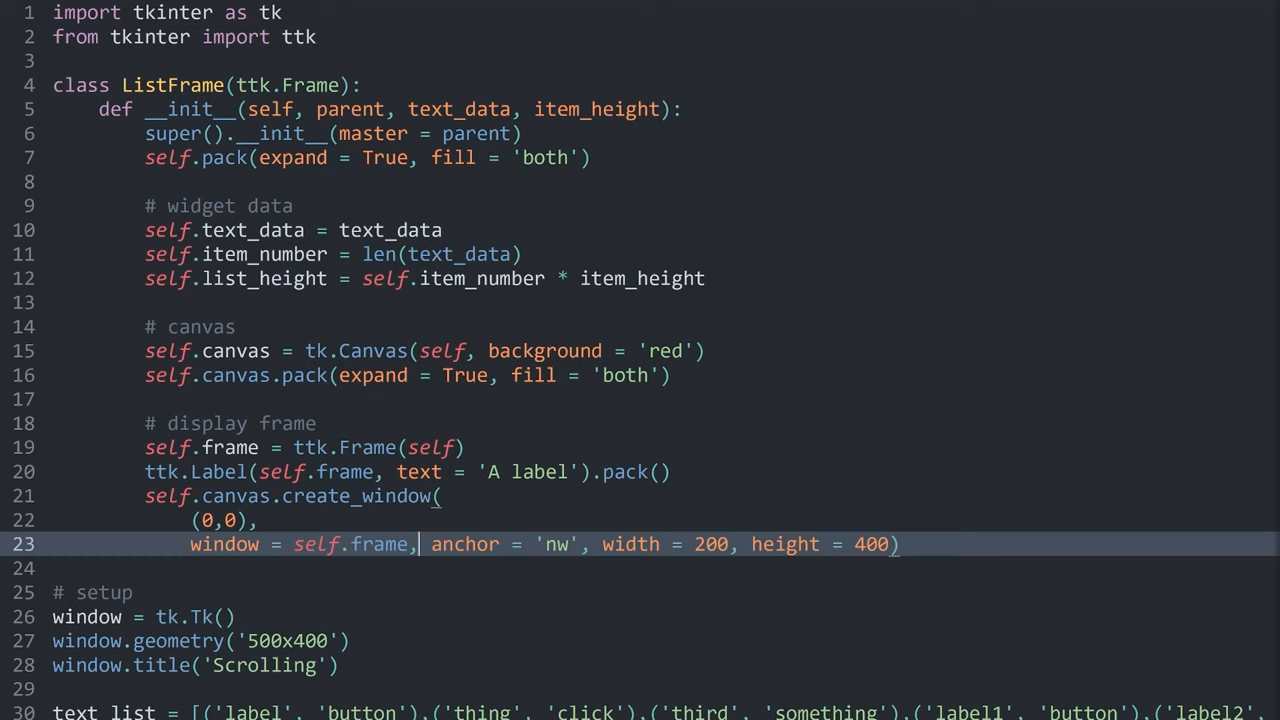 1 import tkinter as tk
2 from tkinter import ttk
3
4 class ListFrame(ttk.Frame):
5     def __init__(self, parent, text_data, item_height):
6         super().__init__(master = parent)
7         self.pack(expand = True, fill = 'both')
8
9         # widget data
10         self.text_data = text_data
11         self.item_number = len(text_data)
12         self.list_height = self.item_number * item_height
13
14         # canvas
15         self.canvas = tk.Canvas(self, background = 'red')
16         self.canvas.pack(expand = True, fill = 'both')
17
18         # display frame
19         self.frame = ttk.Frame(self)
20         ttk.Label(self.frame, text = 'A label').pack()
21         self.canvas.create_window(
22             (0,0),
23             window = self.frame, anchor = 'nw', width = 200, height = 400)
24
25 # setup
26 window = tk.Tk()
27 window.geometry('500x400')
28 window.title('Scrolling')
29
30 text_list = [('label', 'button'),('thing', 'click'),('third', 'something'),('label1', 'button'),('label2',